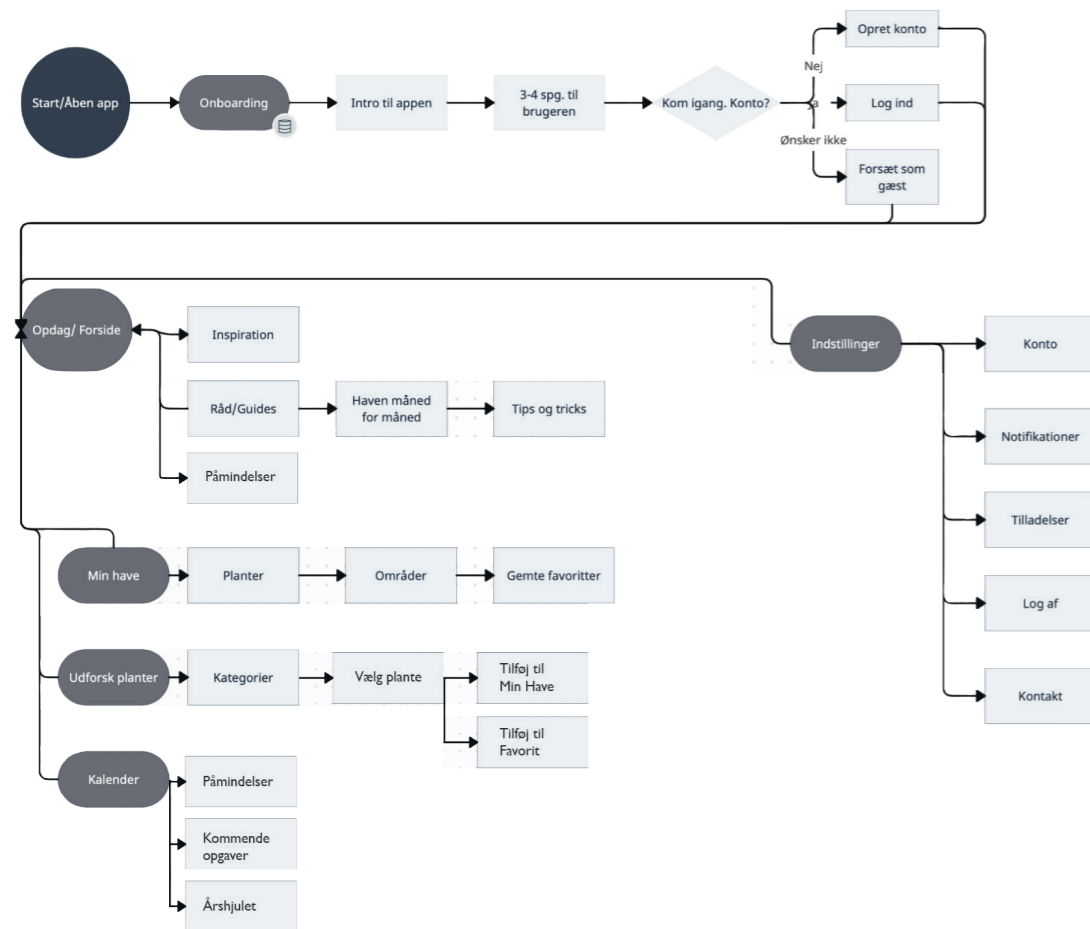 Start/Åben app
Onboarding
Intro til appen
3-4 spg. til
brugeren
Kom igang. Konto?
Nej
ja
Ønsker ikke
Opret konto
Log ind
Forsæt som
gæst
Opdag/ Forside
Inspiration
Råd/Guides
Haven måned
for måned
Tips og tricks
Påmindelser
Indstillinger
Konto
Notifikationer
Tilladelser
Log af
Kontakt
Min have
Planter
Områder
Gemte favoritter
Udforsk planter
Kategorier
Vælg plante
Tilføj til
Min Have
Tilføj til
Favorit
Kalender
Påmindelser
Kommende
opgaver
Årshjulet